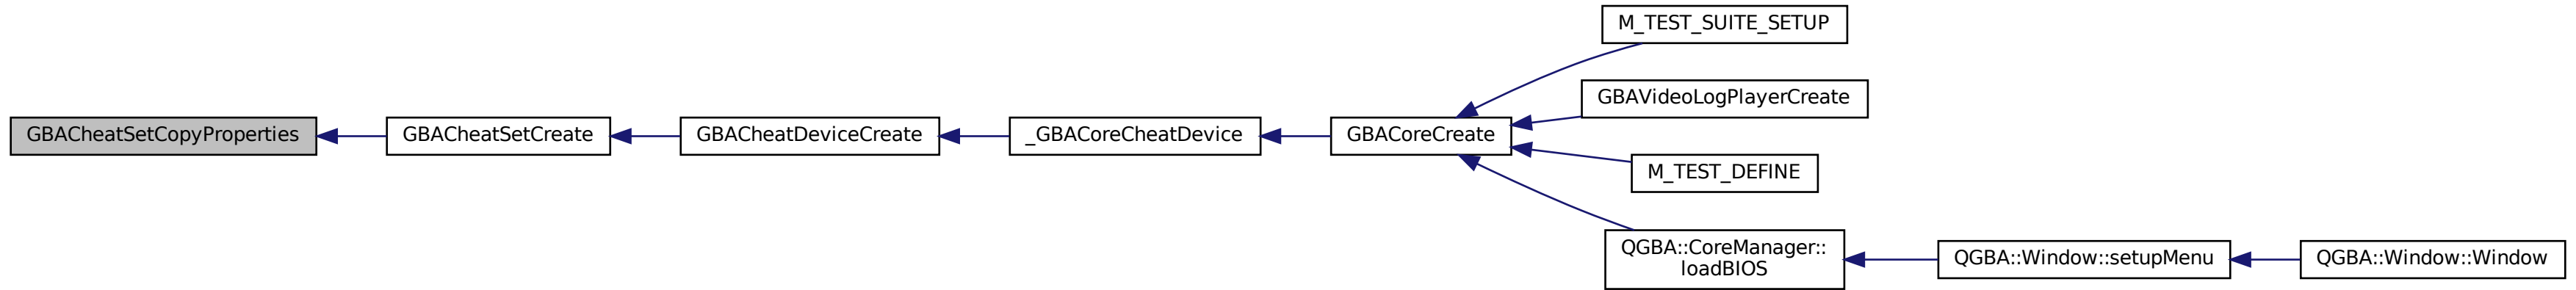 GBACheatSetCopyProperties
GBACheatSetCreate
GBACheatDeviceCreate
_GBACoreCheatDevice
GBACoreCreate
M_TEST_SUITE_SETUP
GBAVideoLogPlayerCreate
M_TEST_DEFINE
QGBA::CoreManager::
loadBIOS
QGBA::Window::setupMenu
QGBA::Window::Window